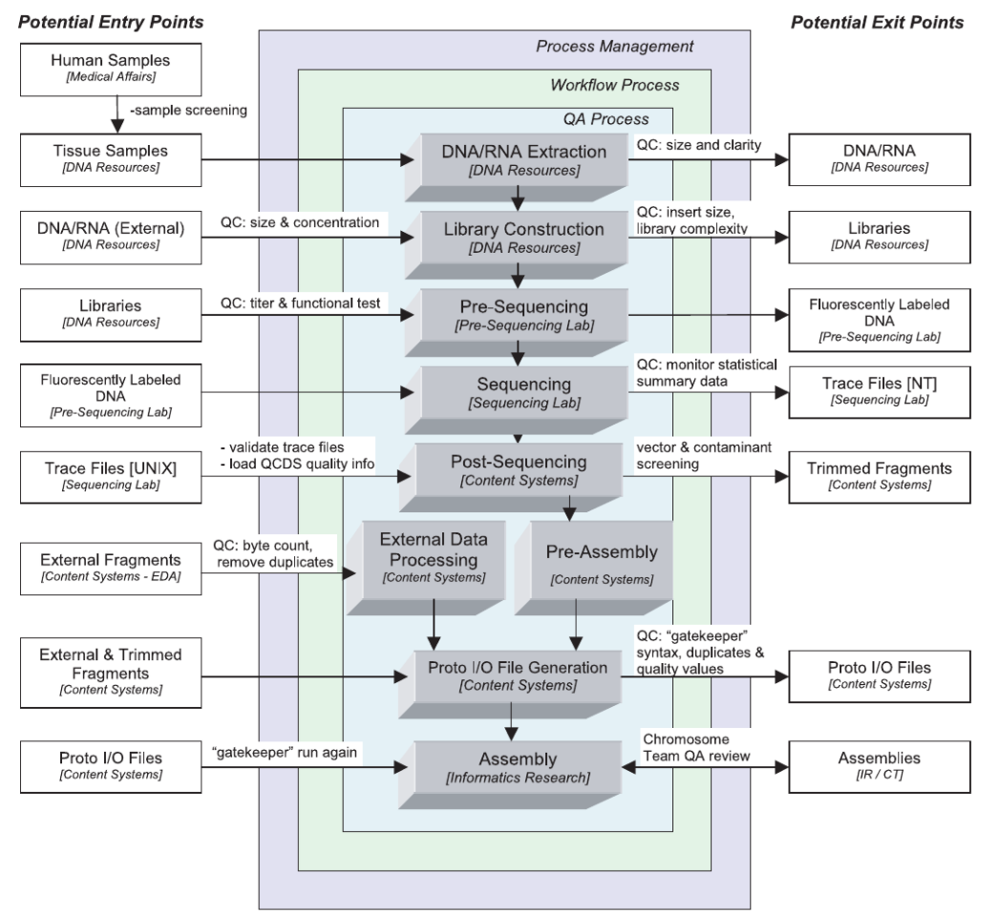 Potential Entry Points
Potential Exit Points
Process Management
Workflow Process
QA Process
Human Samples
[Medical Affairs]
-sample screening
Tissue Samples
[DNA Resources]
DNA/RNA Extraction
[DNA Resources]
QC: size and clarity
DNA/RNA
[DNA Resources]
DNA/RNA (External)
[DNA Resources]
QC: size & concentration
Library Construction
[DNA Resources]
QC: insert size,
library complexity
Libraries
[DNA Resources]
Libraries
[DNA Resources]
QC: titer & functional test
Pre-Sequencing
[Pre-Sequencing Lab]
Fluorescently Labeled
DNA
[Pre-Sequencing Lab]
Fluorescently Labeled
DNA
[Pre-Sequencing Lab]
Sequencing
[Sequencing Lab]
QC: monitor statistical
summary data
Trace Files [NT]
[Sequencing Lab]
Trace Files [UNIX]
[Sequencing Lab]
- validate trace files
- load QCDS quality info
Post-Sequencing
[Content Systems]
vector & contaminant
screening
Trimmed Fragments
[Content Systems]
External Fragments
[Content Systems - EDA]
QC: byte count,
remove duplicates
External Data
Processing
[Content Systems]
Pre-Assembly
[Content Systems]
External & Trimmed
Fragments
[Content Systems]
Proto I/O File Generation
[Content Systems]
QC: “gatekeeper”
syntax, duplicates &
quality values
Proto I/O Files
[Content Systems]
Proto I/O Files
[Content Systems]
“gatekeeper” run again
Assembly
[Informatics Research]
Chromosome
Team QA review
Assemblies
[IR / CT]